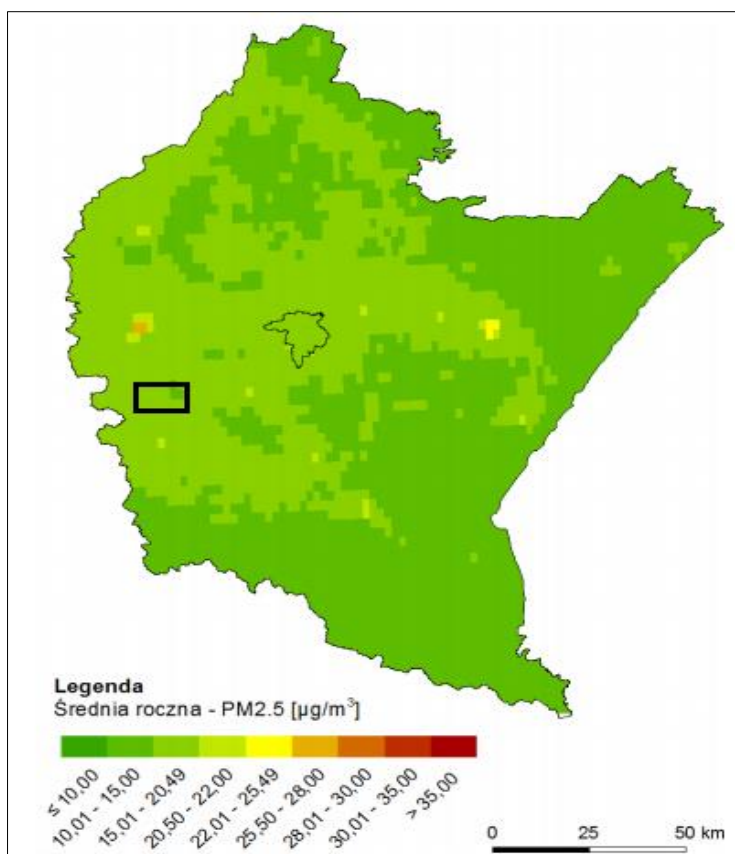 Legenda
Średnia roczna - PM2.5 [µg/m³]
≤ 10,00
10,01 - 15,00
15,01 - 20,49
20,50 - 22,00
22,01 - 25,49
25,50 - 28,00
28,01 - 30,00
30,01 - 35,00
> 35,00
0 25 50 km